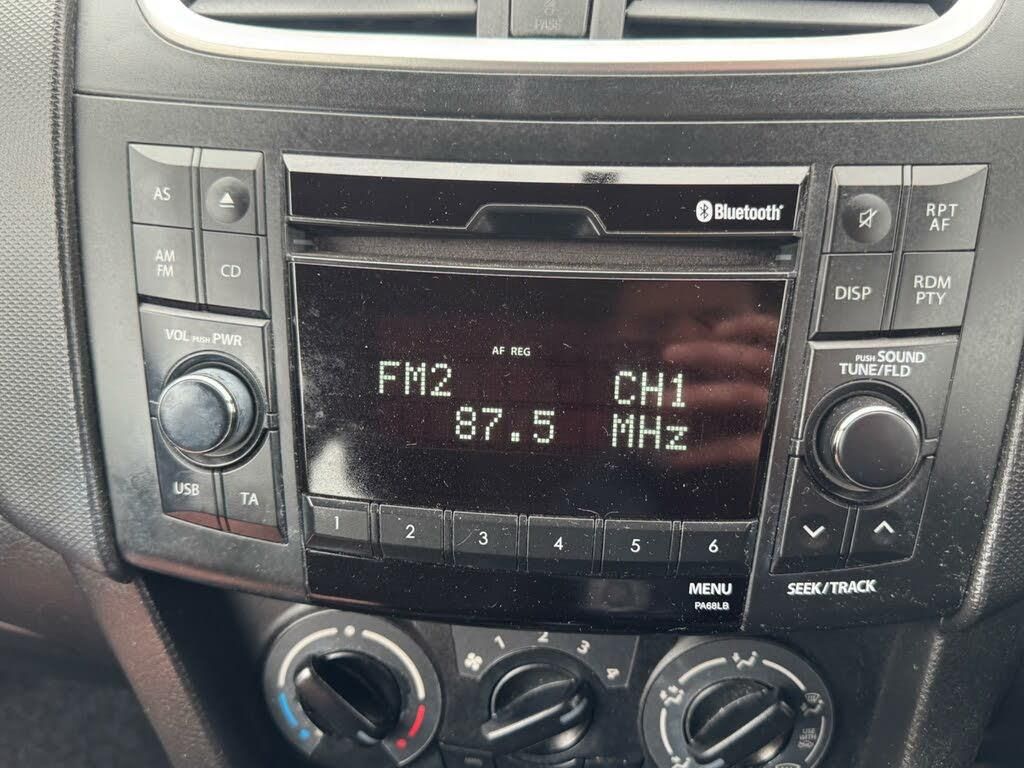 PASS
AS
AM
FM
CD
Bluetooth
RPT
AF
DISP
RDM
PTY
VOL PUSH PWR
USB
TA
AF REG
FM2 CH1
87.5 MHz
PUSH SOUND
TUNE/FLD
1 2 3 4 5 6
MENU
PA68LB
SEEK/TRACK
1 2 3 4
USE
WITH